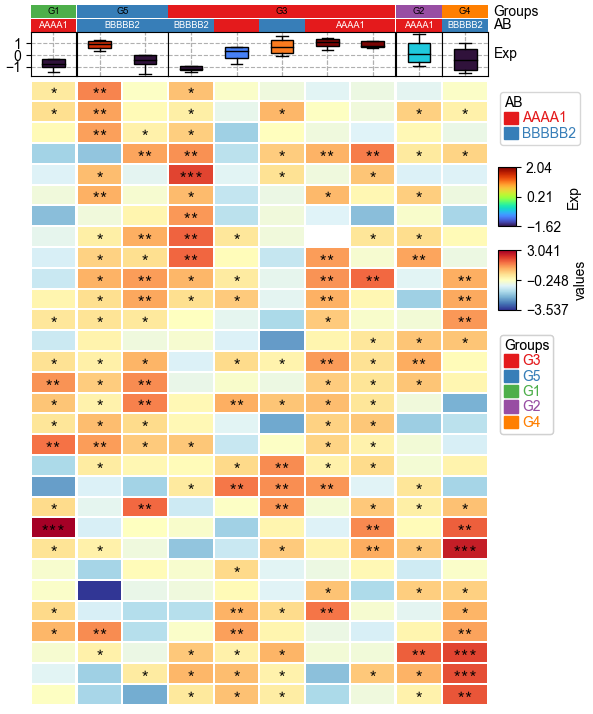 G1 G5 G3 G2 G4 Groups
AAAA1 BBBBB2 BBBBB2 AAAA1 AAAA1 BBBBB2 AB
1
0
−1
Exp
AB
AAAA1
BBBBB2
2.04
0.21
−1.62
Exp
3.041
−0.248
−3.537
values
Groups
G3
G5
G1
G2
G4